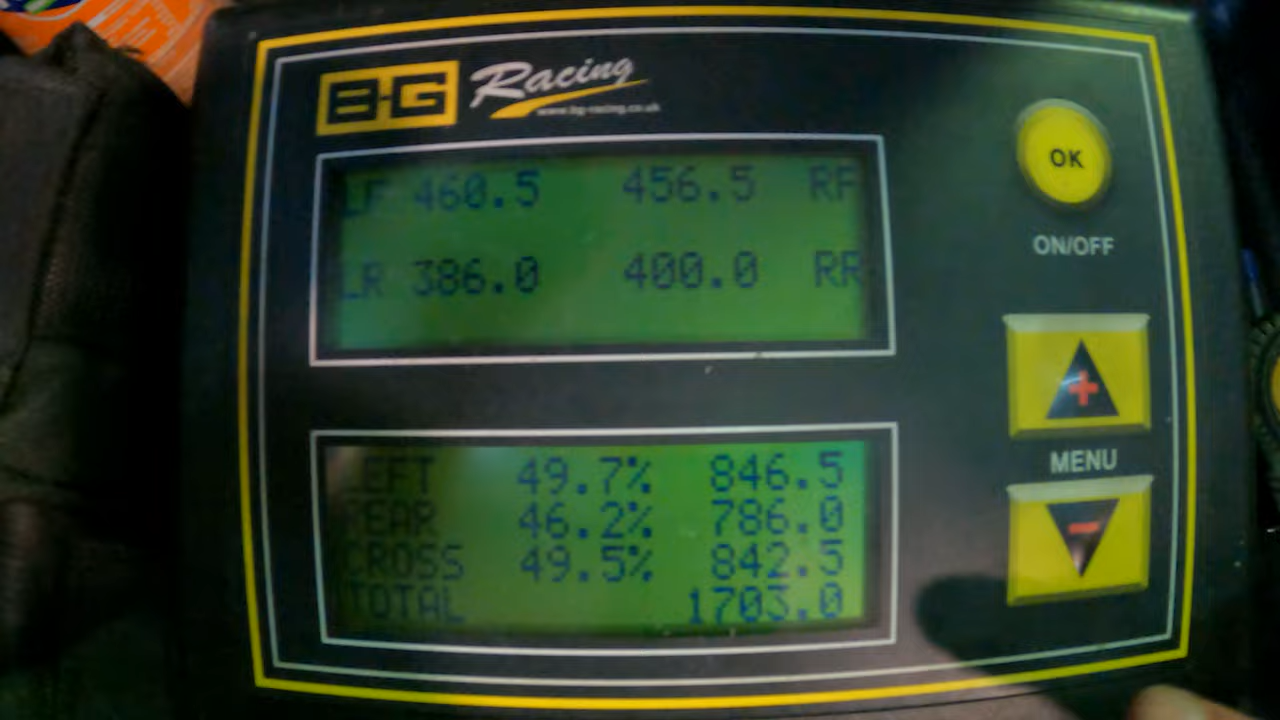 B-G Racing
www.bg-racing.co.uk
LF 460.5 456.5 RF
LR 386.0 400.0 RR
OK
ON/OFF
+
MENU
-
LEFT 49.7% 846.5
REAR 46.2% 786.0
CROSS 49.5% 842.5
TOTAL 1703.0